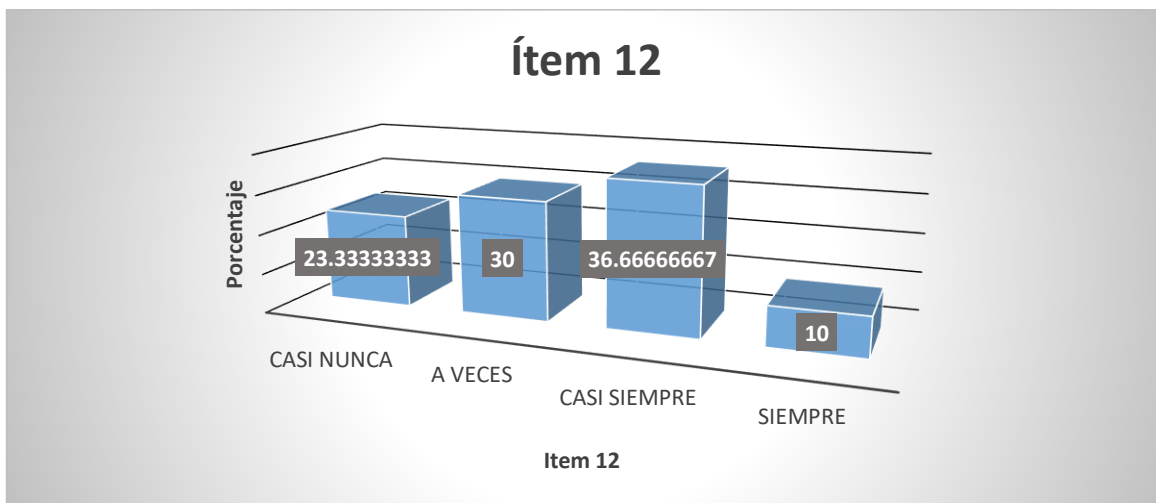 Ítem 12
Porcentaje
23.33333333
30
36.66666667
10
CASI NUNCA
A VECES
CASI SIEMPRE
SIEMPRE
Item 12